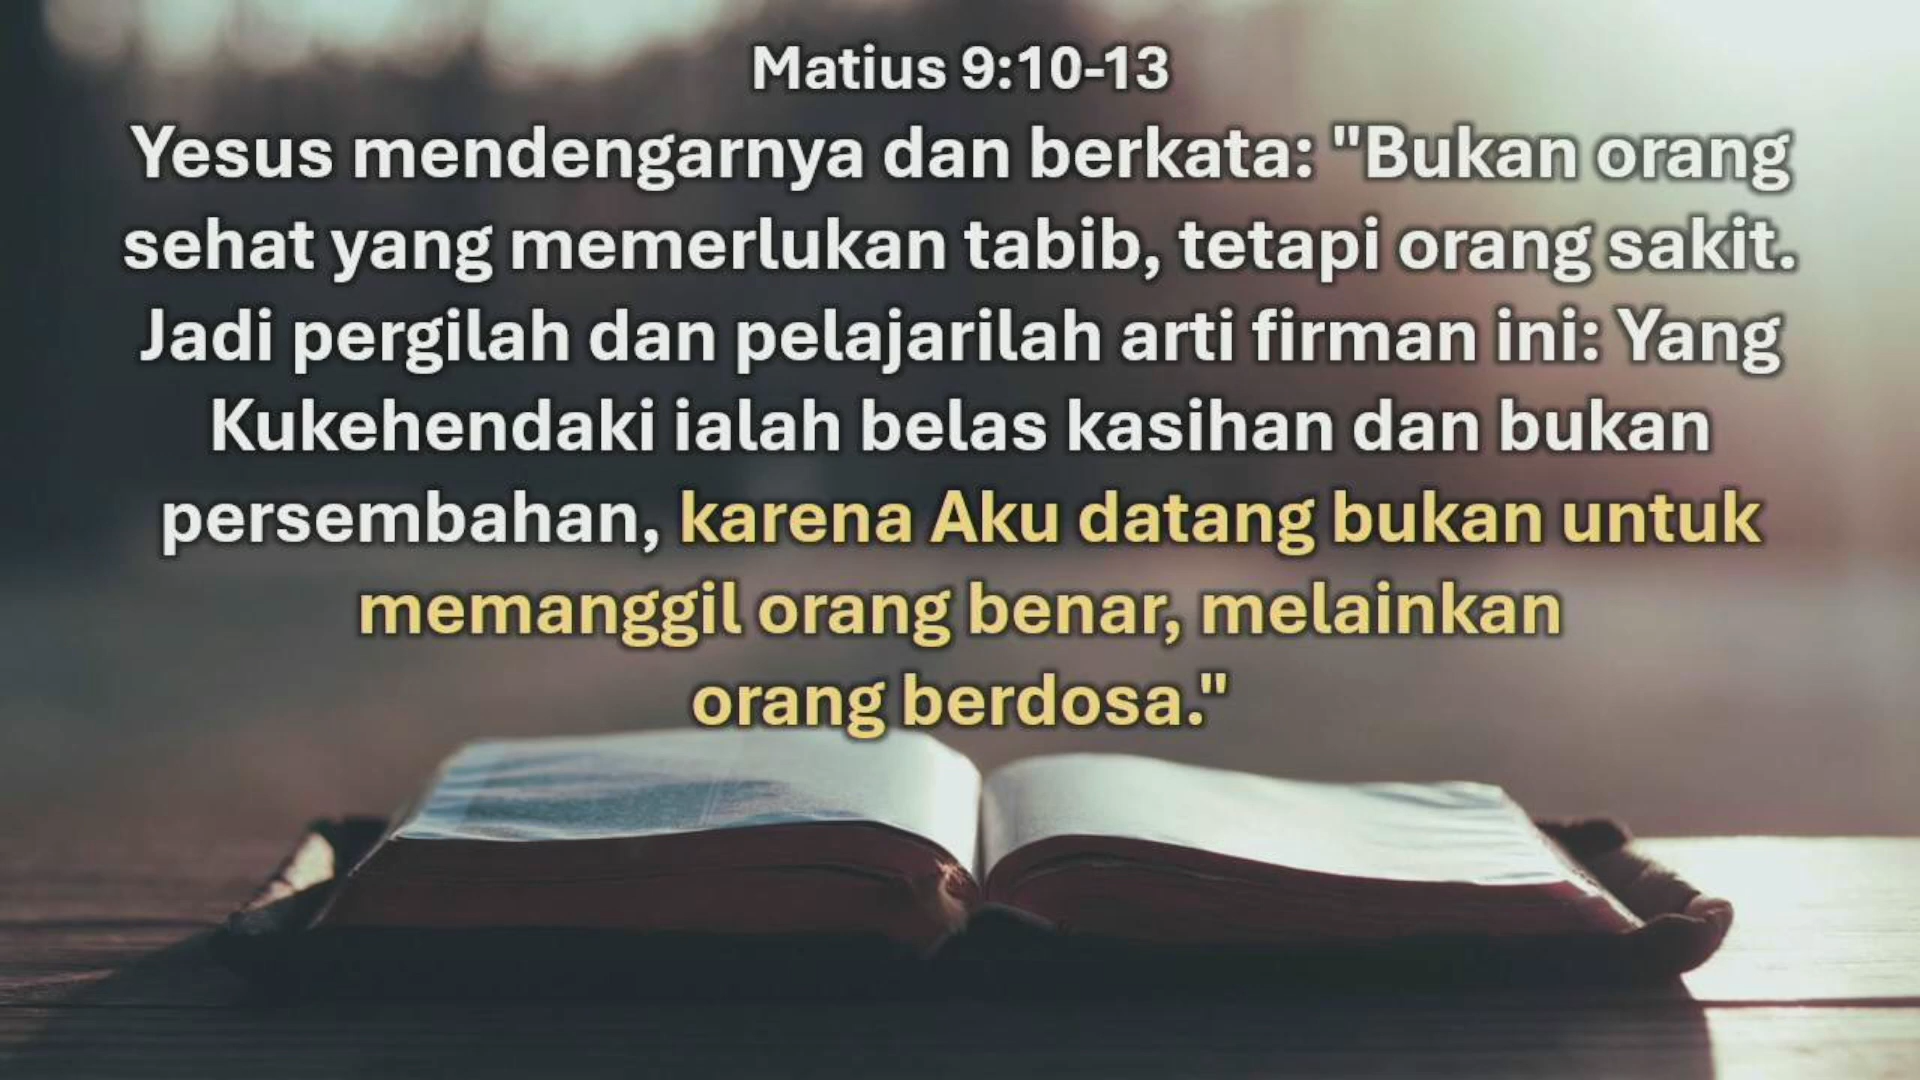 Matius 9:10-13
Yesus mendengarnya dan berkata: "Bukan orang
sehat yang memerlukan tabib, tetapi orang sakit.
Jadi pergilah dan pelajarilah arti firman ini: Yang
Kukehendaki ialah belas kasihan dan bukan
persembahan, karena Aku datang bukan untuk
memanggil orang benar, melainkan
orang berdosa."